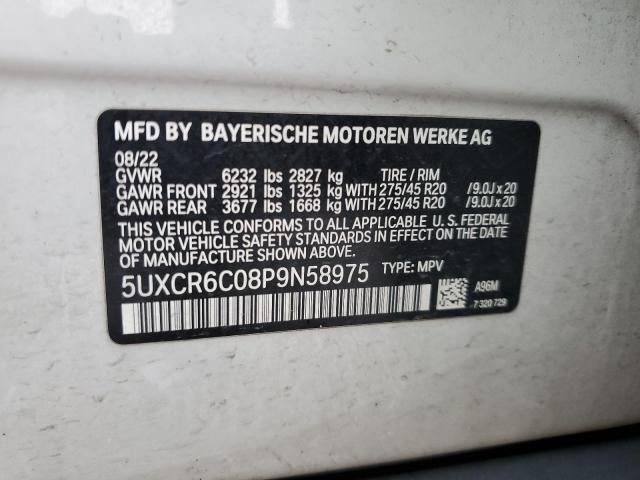 MFD BY BAYERISCHE MOTOREN WERKE AG
08/22
GVWR 6232 lbs 2827 kg TIRE / RIM
GAWR FRONT 2921 lbs 1325 kg WITH 275/45 R20 /9.0J x 20
GAWR REAR 3677 lbs 1668 kg WITH 275/45 R20 /9.0J x 20
THIS VEHICLE CONFORMS TO ALL APPLICABLE U. S. FEDERAL
MOTOR VEHICLE SAFETY STANDARDS IN EFFECT ON THE DATE
OF MANUFACTURE SHOWN ABOVE.
5UXCR6C08P9N58975 TYPE: MPV
A96M
7 320 729